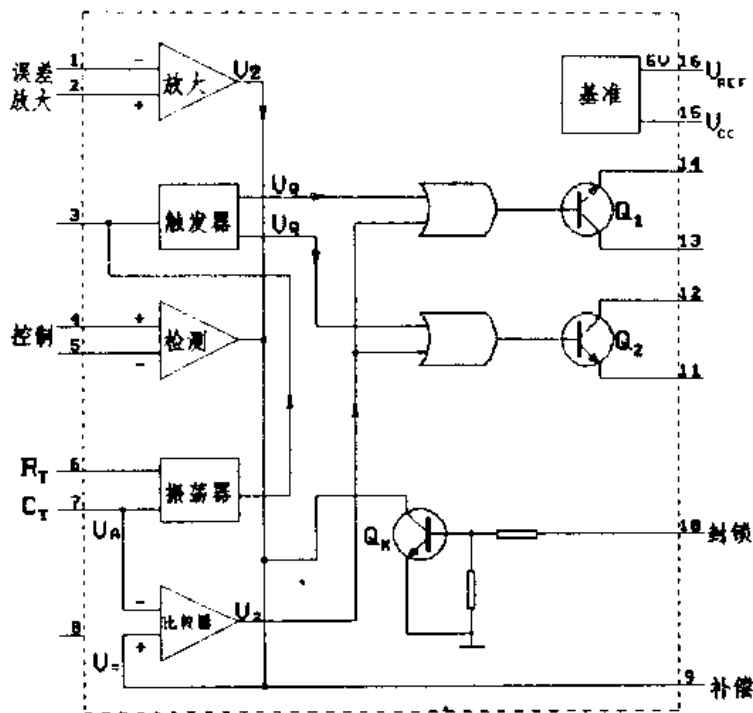 误差 1 - V2 6V 16 UREF
放大 2 + 放大 基准
15 UCC
14
3 触发器 UQ Q1
UQ 13
12
控制 4 + 检测 Q2
5 - 11
RT 6 振荡器
CT 7
UA QK 10 封锁
8 - 比较器 V2
+
9 补偿